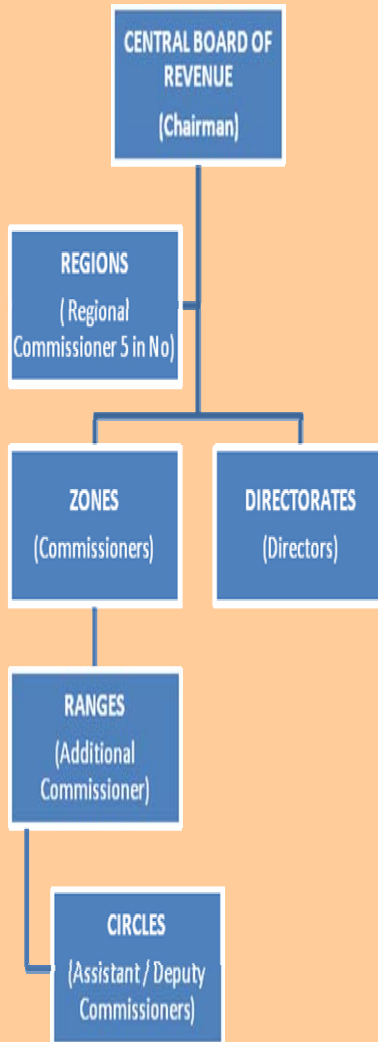 CENTRAL BOARD OF
REVENUE
(Chairman)
REGIONS
( Regional
Commissioner 5 in No)
ZONES
(Commissioners)
DIRECTORATES
(Directors)
RANGES
(Additional
Commissioner)
CIRCLES
(Assistant / Deputy
Commissioners)